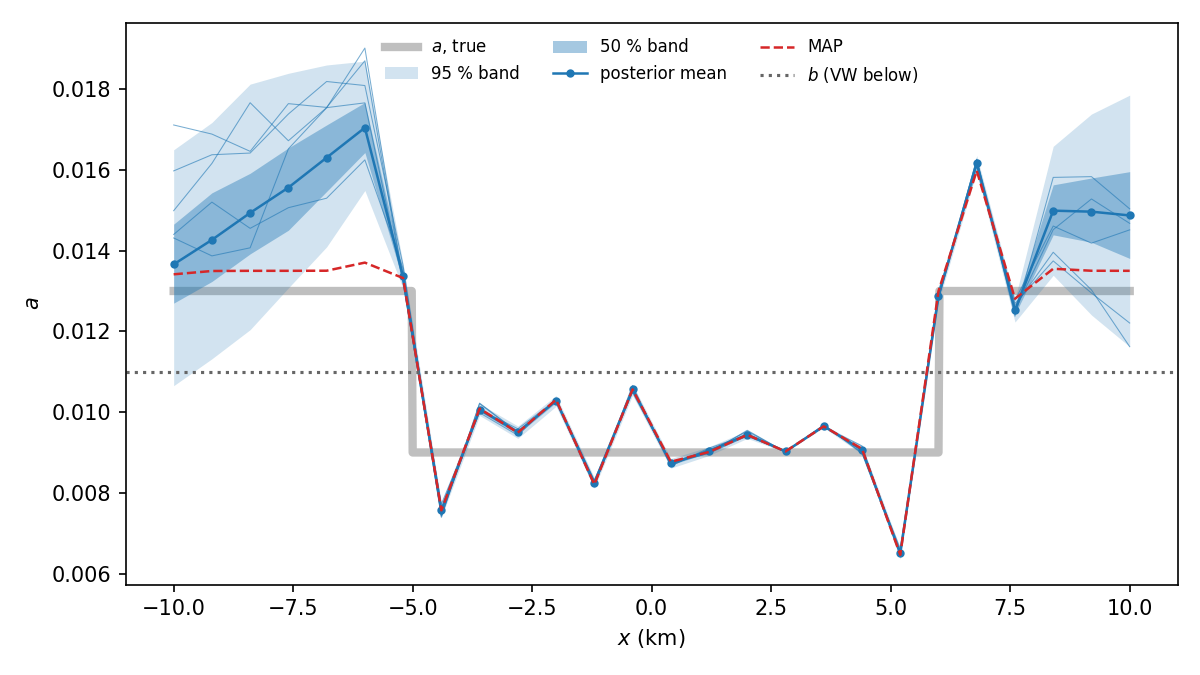 a, true
95 % band
50 % band
posterior mean
MAP
b (VW below)
a
0.018
0.016
0.014
0.012
0.010
0.008
0.006
−10.0
−7.5
−5.0
−2.5
0.0
2.5
5.0
7.5
10.0
x (km)